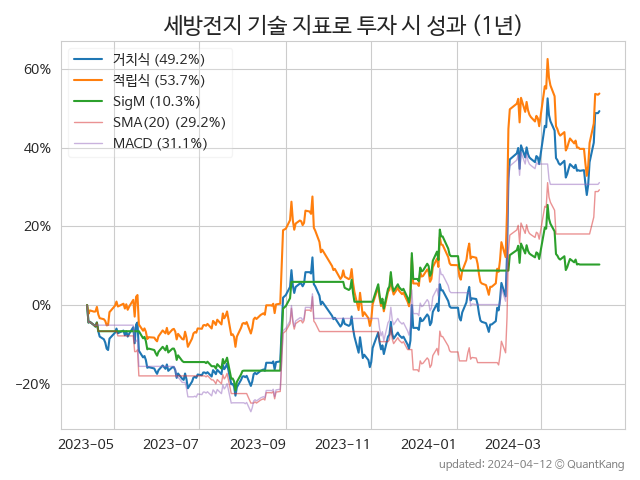 세방전지 기술 지표로 투자 시 성과 (1년)
거치식 (49.2%)
적립식 (53.7%)
SigM (10.3%)
SMA(20) (29.2%)
MACD (31.1%)
60%
40%
20%
0%
−20%
2023-05
2023-07
2023-09
2023-11
2024-01
2024-03
updated: 2024-04-12 © QuantKang